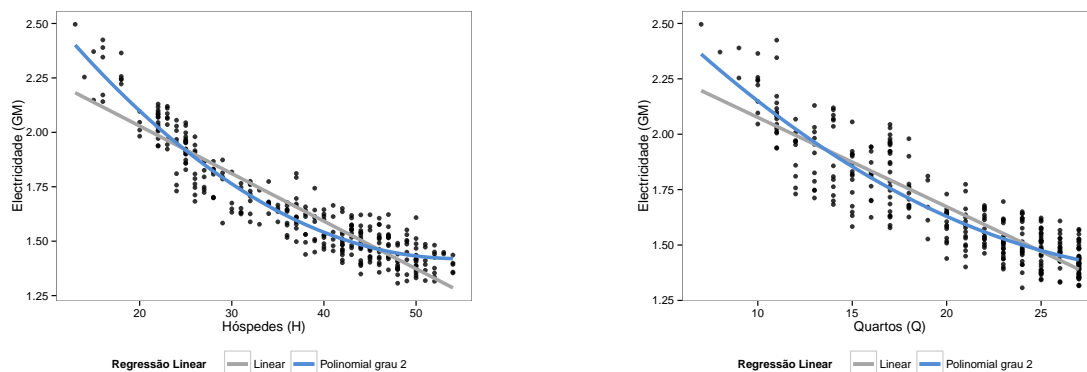 2.50
2.25
2.00
1.75
1.50
1.25
Electricidade (GM)
20 30 40 50
Hóspedes (H)
Regressão Linear Linear Polinomial grau 2
2.50
2.25
2.00
1.75
1.50
1.25
Electricidade (GM)
10 15 20 25
Quartos (Q)
Regressão Linear Linear Polinomial grau 2